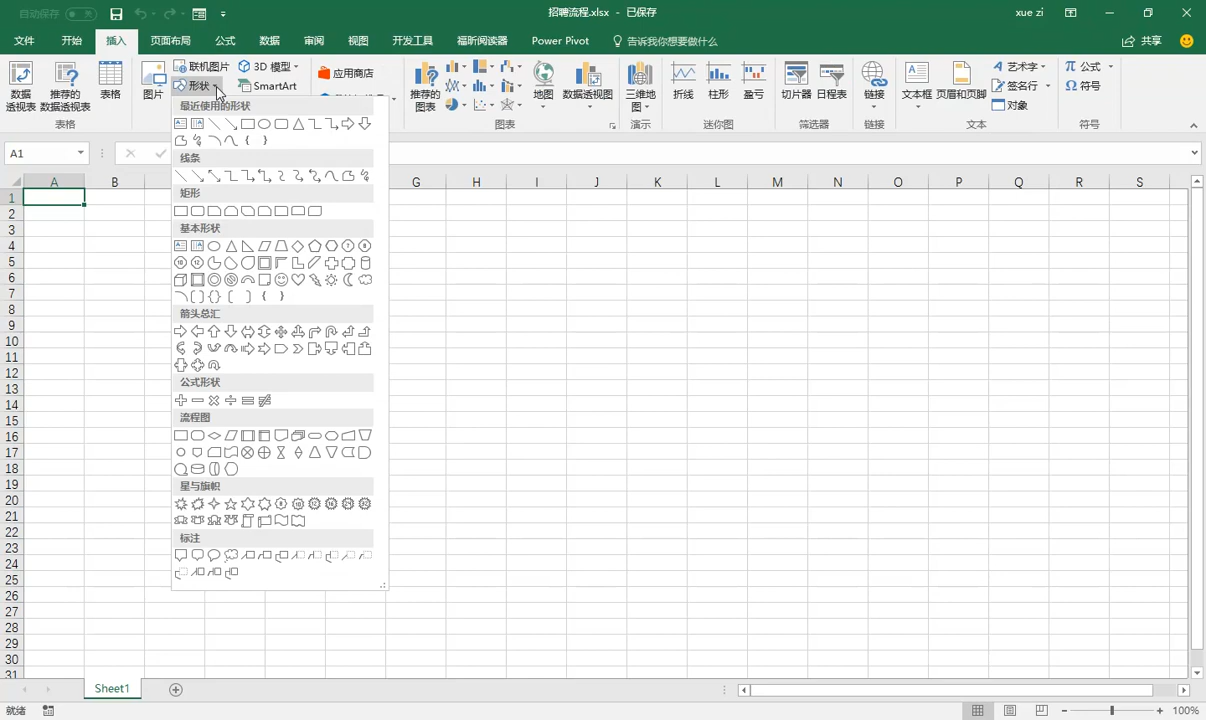 自动保存 招聘流程.xlsx - 已保存 xue zi
文件 开始 插入 页面布局 公式 数据 审阅 视图 开发工具 福昕阅读器 Power Pivot 告诉我你想要做什么 共享
数据
透视表
推荐的
数据透视表
表格
图片
联机图片
形状
3D 模型
SmartArt
应用商店
推荐的
图表
地图
数据透视图
三维地
图
折线
柱形
盈亏
切片器
日程表
链接
文本框
页眉和页脚
艺术字
签名行
对象
公式
符号
表格
图表
演示
迷你图
筛选器
链接
文本
符号
A1
最近使用的形状
线条
矩形
基本形状
箭头总汇
公式形状
流程图
星与旗帜
标注
A B G H I J K L M N O P Q R S
1
2
3
4
5
6
7
8
9
10
11
12
13
14
15
16
17
18
19
20
21
22
23
24
25
26
27
28
29
30
31
Sheet1
就绪 100%